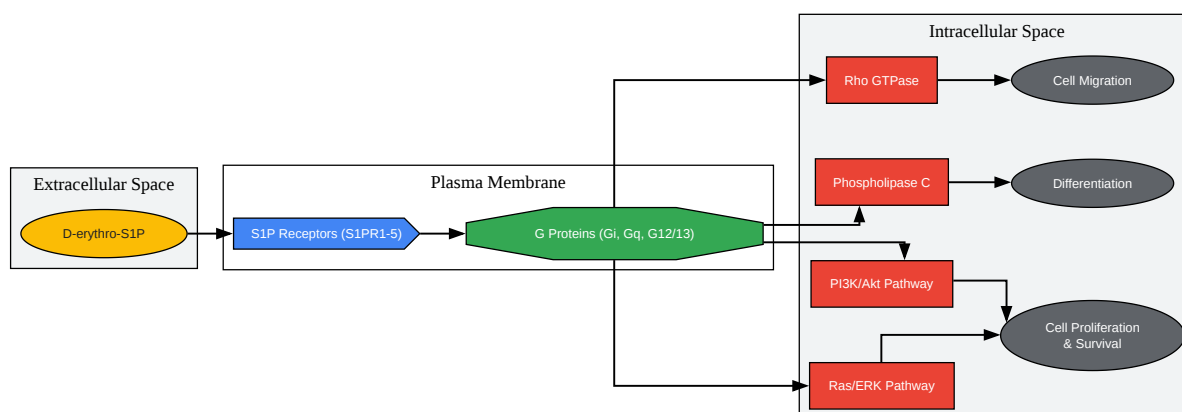 Intracellular Space
Rho GTPase
Cell Migration
Extracellular Space
Plasma Membrane
Phospholipase C
Differentiation
D-erythro-S1P
S1P Receptors (S1PR1-5)
G Proteins (Gi, Gq, G12/13)
PI3K/Akt Pathway
Cell Proliferation
& Survival
Ras/ERK Pathway